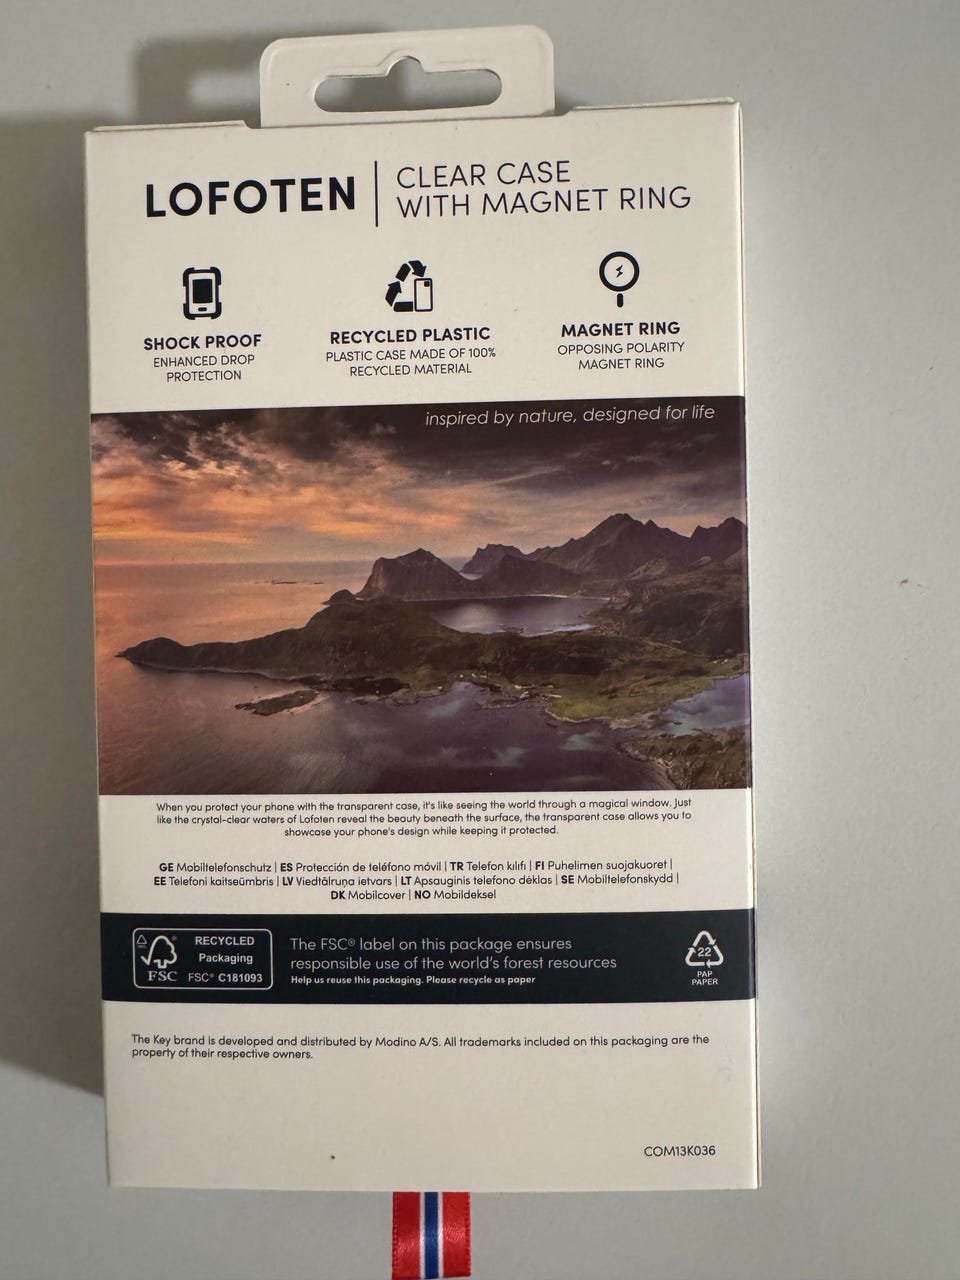 LOFOTEN
CLEAR CASE
WITH MAGNET RING
SHOCK PROOF
ENHANCED DROP
PROTECTION
RECYCLED PLASTIC
PLASTIC CASE MADE OF 100%
RECYCLED MATERIAL
MAGNET RING
OPPOSING POLARITY
MAGNET RING
inspired by nature, designed for life
When you protect your phone with the transparent case, it's like seeing the world through a magical window. Just
like the crystal-clear waters of Lofoten reveal the beauty beneath the surface, the transparent case allows you to
showcase your phone's design while keeping it protected.
GE Mobiltelefonschutz | ES Protección de teléfono móvil | TR Telefon kılıfı | FI Puhelimen suojakuoret |
EE Telefoni kaitseümbris | LV Viedtālruņa ietvars | LT Apsauginis telefono dėklas | SE Mobiltelefonskydd |
DK Mobilcover | NO Mobildeksel
FSC
RECYCLED
Packaging
FSC® C181093
The FSC® label on this package ensures
responsible use of the world's forest resources
Help us reuse this packaging. Please recycle as paper
22
PAP
PAPER
The Key brand is developed and distributed by Modino A/S. All trademarks included on this packaging are the
property of their respective owners.
COM13K036